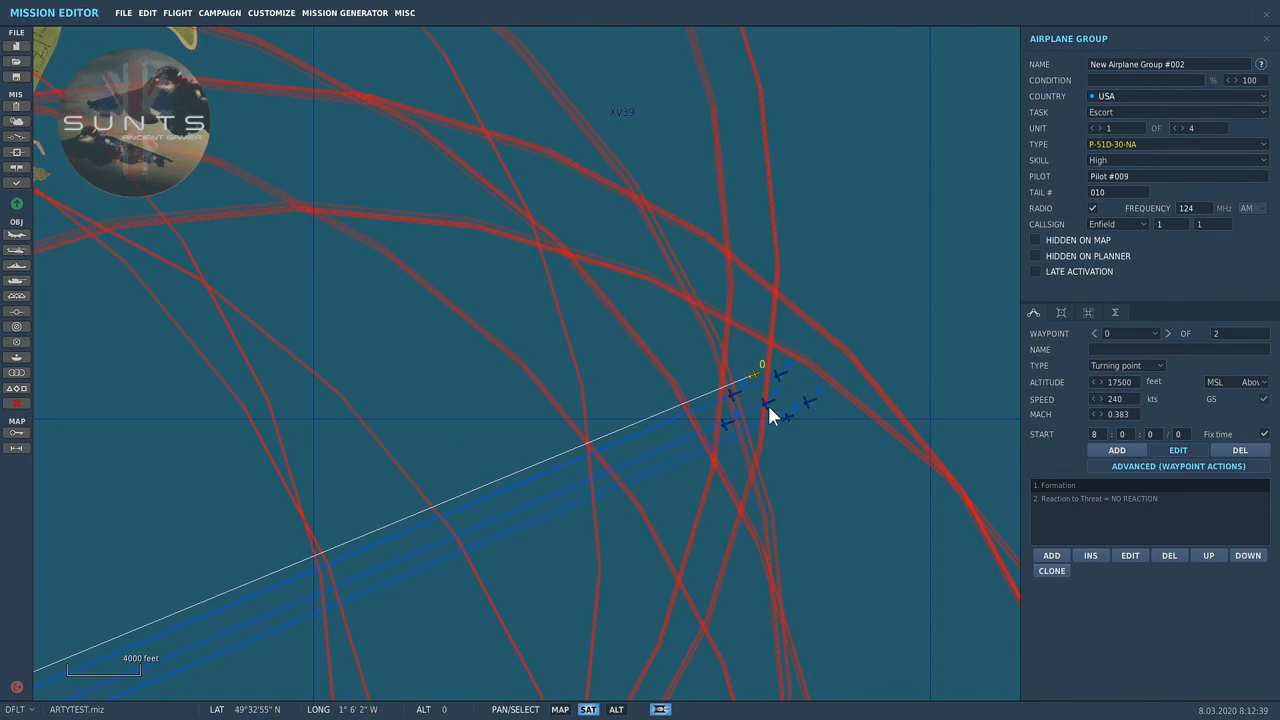 MISSION EDITOR
FILE EDIT FLIGHT CAMPAIGN CUSTOMIZE MISSION GENERATOR MISC
FILE
MIS
OBJ
MAP
SUNTS
ANCIENT GAMER
XV39
0
4000 feet
AIRPLANE GROUP
NAME New Airplane Group #002 ?
CONDITION % < > 100
COUNTRY USA
TASK Escort
UNIT < > 1 OF < > 4
TYPE P-51D-30-NA
SKILL High
PILOT Pilot #009
TAIL # 010
RADIO FREQUENCY 124 MHz AM
CALLSIGN Enfield 1 1
HIDDEN ON MAP
HIDDEN ON PLANNER
LATE ACTIVATION
WAYPOINT < 0 > OF 2
NAME
TYPE Turning point
ALTITUDE < > 17500 feet MSL Abov
SPEED < > 240 kts GS
MACH < > 0.383
START 8 : 0 : 0 / 0 Fix time
ADD EDIT DEL
ADVANCED (WAYPOINT ACTIONS)
1. Formation
2. Reaction to Threat = NO REACTION
ADD INS EDIT DEL UP DOWN
CLONE
DFLT ARTYTEST.miz LAT 49°32'55" N LONG 1° 6' 2" W ALT 0 PAN/SELECT MAP SAT ALT 8.03.2020 8:12:39